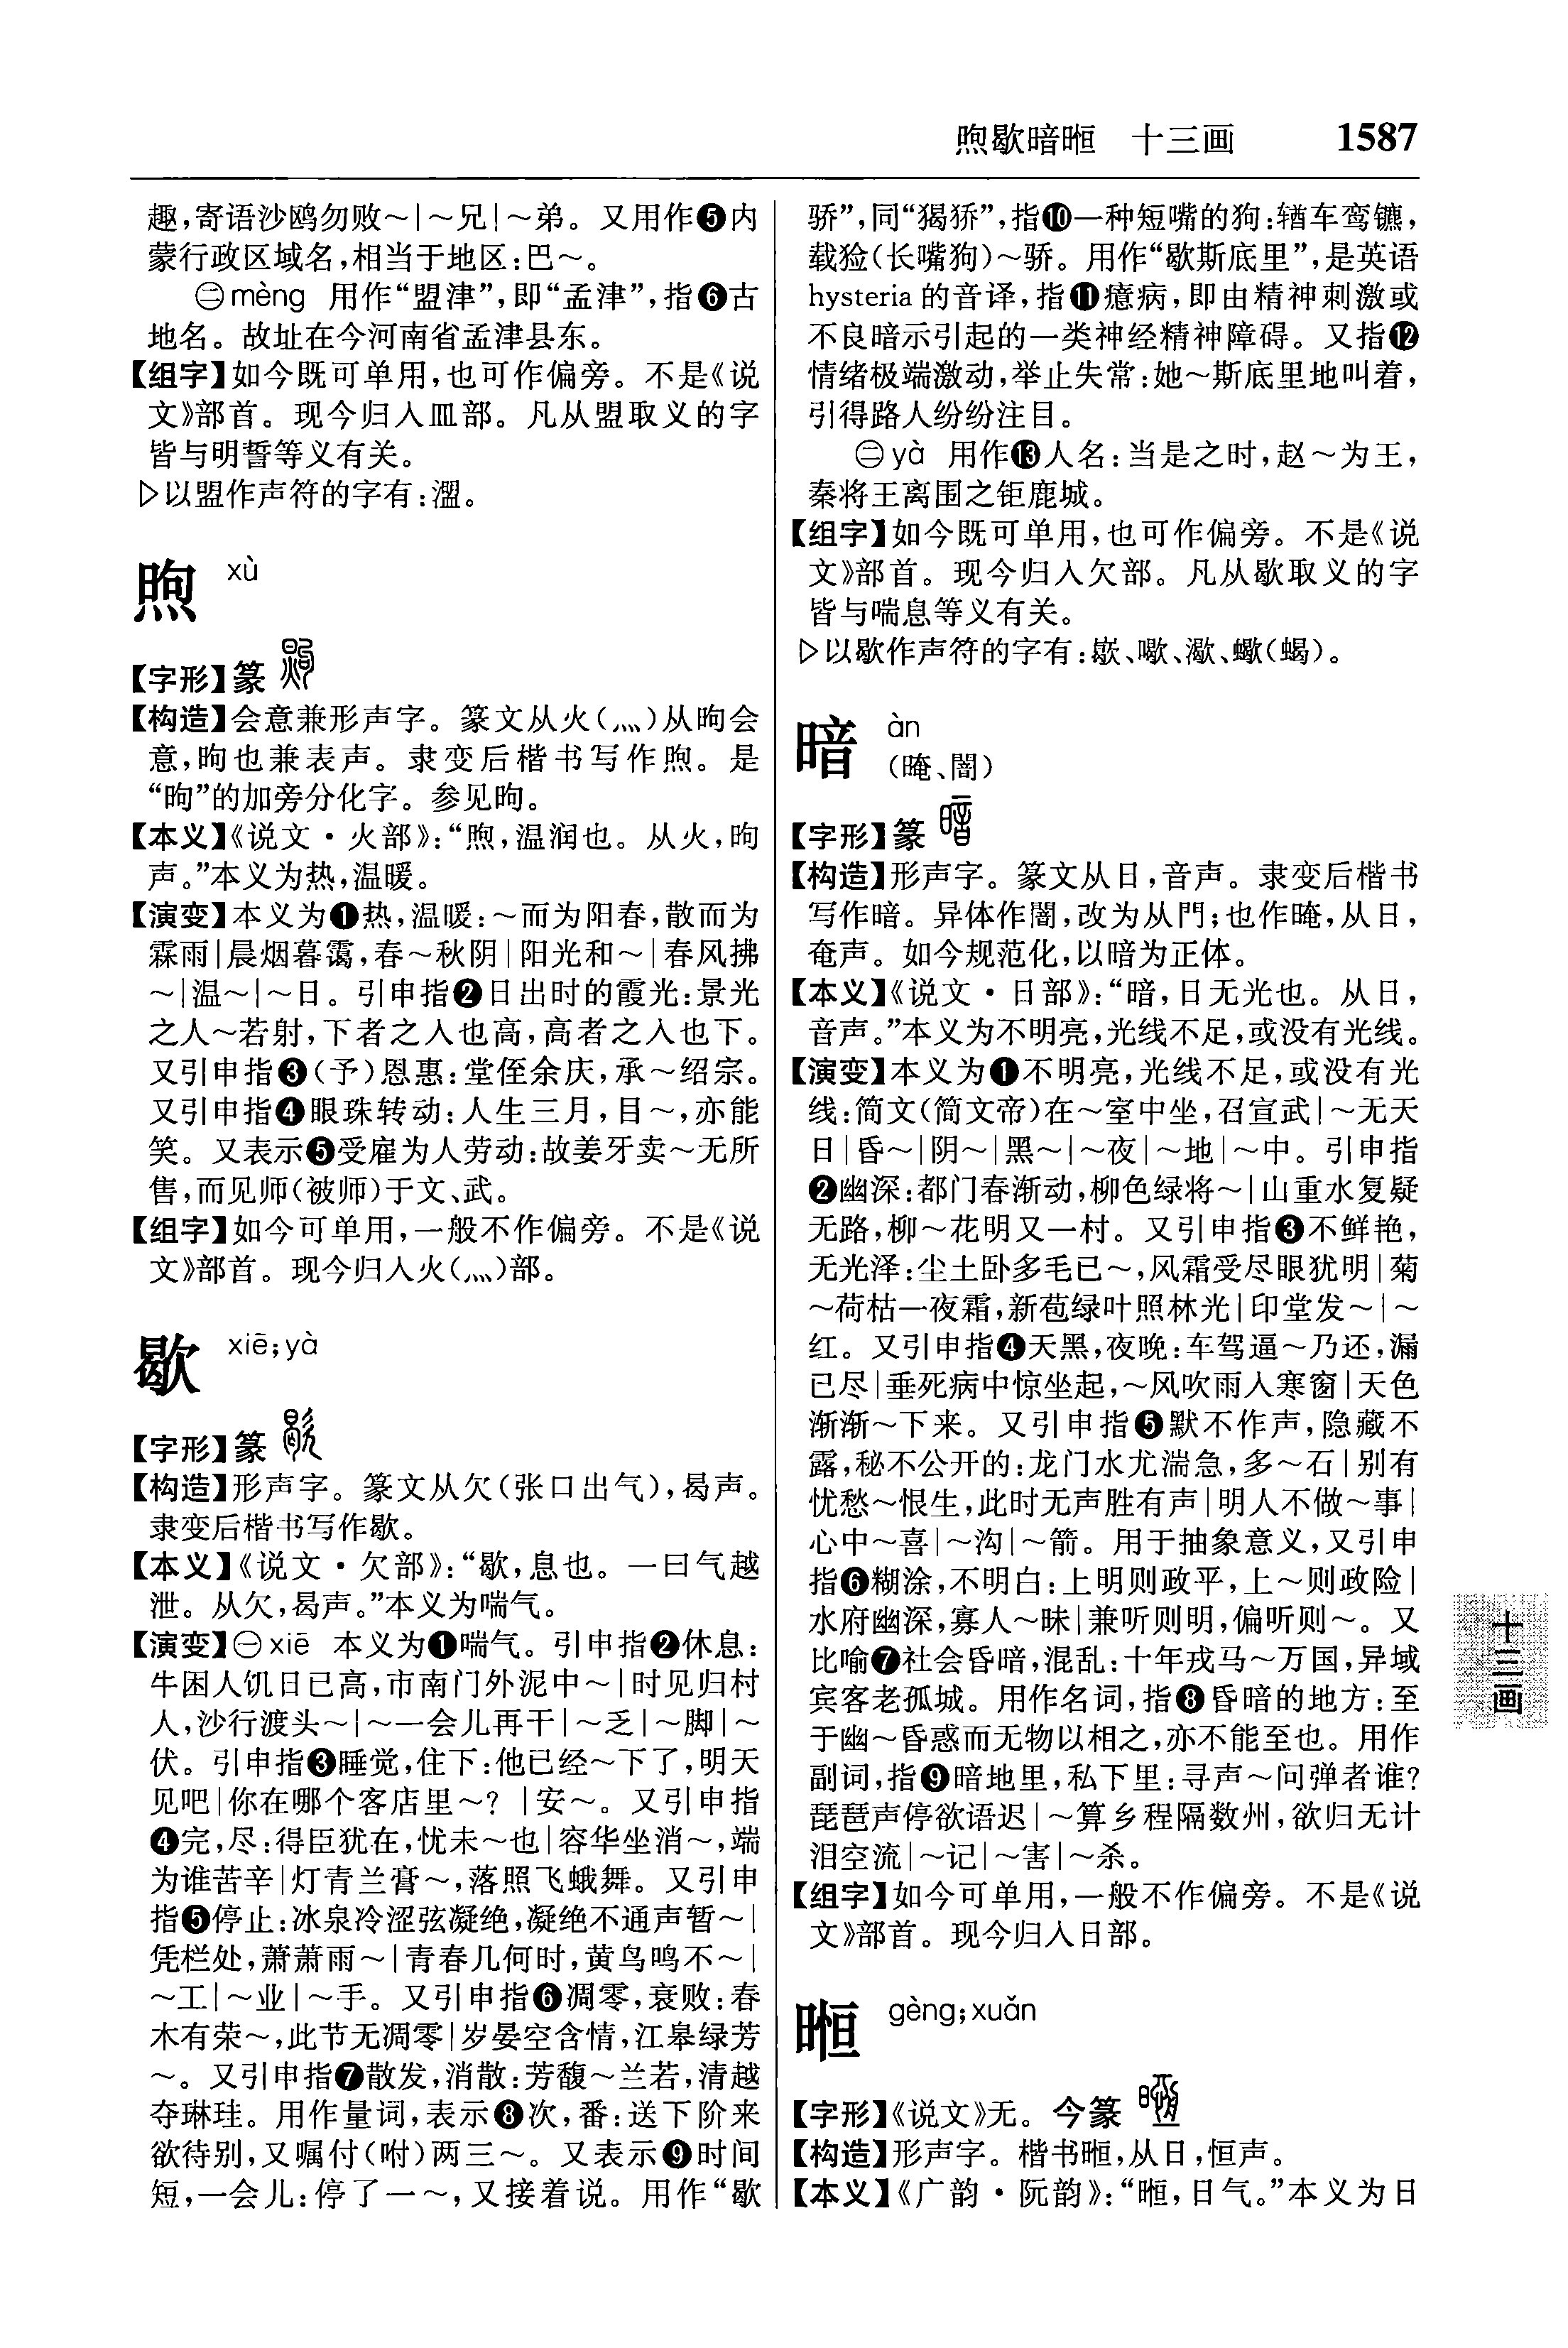 煦歇暗暅 十三画 1587
趣,寄语沙鸥勿败～|～兄|～弟。又用作❺内
蒙行政区域名,相当于地区:巴～。
㊁mèng 用作“盟津”,即“孟津”,指❻古
地名。故址在今河南省孟津县东。
【组字】如今既可单用,也可作偏旁。不是《说
文》部首。现今归入皿部。凡从盟取义的字
皆与明誓等义有关。
▷以盟作声符的字有:
煦 xù
【字形】篆
【构造】会意兼形声字。篆文从火(灬)从昫会
意,昫也兼表声。隶变后楷书写作煦。是
“昫”的加旁分化字。参见昫。
【本义】《说文·火部》:“煦,温润也。从火,昫
声。”本义为热,温暖。
【演变】本义为❶热,温暖:～而为阳春,散而为
霖雨|晨烟暮霭,春～秋阴|阳光和～|春风拂
～|温～|～日。引申指❷日出时的霞光:景光
之人～若射,下者之入也高,高者之入也下。
又引申指❸(予)恩惠:堂侄余庆,承～绍宗。
又引申指❹眼珠转动:人生三月,目～,亦能
笑。又表示❺受雇为人劳动:故姜牙卖～无所
售,而见师(被师)于文、武。
【组字】如今可单用,一般不作偏旁。不是《说
文》部首。现今归入火(灬)部。
歇 xiē;yà
【字形】篆
【构造】形声字。篆文从欠(张口出气),曷声。
隶变后楷书写作歇。
【本义】《说文·欠部》:“歇,息也。一曰气越
泄。从欠,曷声。”本义为喘气。
【演变】㊀xiē 本义为❶喘气。引申指❷休息:
牛困人饥日已高,市南门外泥中～|时见归村
人,沙行渡头～|～一会儿再干|～乏|～脚|～
伏。引申指❸睡觉,住下:他已经～下了,明天
见吧|你在哪个客店里～?|安～。又引申指
❹完,尽:得臣犹在,忧未～也|容华坐消～,端
为谁苦辛|灯青兰膏～,落照飞蛾舞。又引申
指❺停止:冰泉冷涩弦凝绝,凝绝不通声暂～|
凭栏处,萧萧雨～|青春几何时,黄鸟鸣不～|
～工|～业|～手。又引申指❻凋零,衰败:春
木有荣～,此节无凋零|岁晏空含情,江皋绿芳
～。又引申指❼散发,消散:芳馥～兰若,清越
夺琳珪。用作量词,表示❽次,番:送下阶来
欲待别,又嘱付(咐)两三～。又表示❾时间
短,一会儿:停了一～,又接着说。用作“歇
骄”,同“猲狞”,指❿一种短嘴的狗:𬨎车鸾镳,
载猃(长嘴狗)～骄。用作“歇斯底里”,是英语
hysteria的音译,指⓫癔病,即由精神刺激或
不良暗示引起的一类神经精神障碍。又指⓬
情绪极端激动,举止失常:她～斯底里地叫着,
引得路人纷纷注目。
㊁yà 用作⓭人名:当是之时,赵～为王,
秦将王离围之钜鹿城。
【组字】如今既可单用,也可作偏旁。不是《说
文》部首。现今归入欠部。凡从歇取义的字
皆与喘息等义有关。
▷以歇作声符的字有:㠍、嚱、㵣、蠍(蝎)。
暗 àn
(晻、闇)
【字形】篆
【构造】形声字。篆文从日,音声。隶变后楷书
写作暗。异体作闇,改为从門;也作晻,从日,
奄声。如今规范化,以暗为正体。
【本义】《说文·日部》:“暗,日无光也。从日,
音声。”本义为不明亮,光线不足,或没有光线。
【演变】本义为❶不明亮,光线不足,或没有光
线:简文(简文帝)在～室中坐,召宣武|～无天
日|昏～|阴～|黑～|～夜|～地|～中。引申指
❷幽深:都门春渐动,柳色绿将～|山重水复疑
无路,柳～花明又一村。又引申指❸不鲜艳,
无光泽:尘土卧多毛已～,风霜受尽眼犹明|菊
～荷枯一夜霜,新苞绿叶照林光|印堂发～|～
红。又引申指❹天黑,夜晚:车驾逼～乃还,漏
已尽|垂死病中惊坐起,～风吹雨入寒窗|天色
渐渐～下来。又引申指❺默不作声,隐藏不
露,秘不公开的:龙门水尤湍急,多～石|别有
忧愁～恨生,此时无声胜有声|明人不做～事|
心中～喜|～沟|～箭。用于抽象意义,又引申
指❻糊涂,不明白:上明则政平,上～则政险|
水府幽深,寡人～昧|兼听则明,偏听则～。又
比喻❼社会昏暗,混乱:十年戎马～万国,异域
宾客老孤城。用作名词,指❽昏暗的地方:至
于幽～昏惑而无物以相之,亦不能至也。用作
副词,指❾暗地里,私下里:寻声～问弹者谁?
琵琶声停欲语迟|～算乡程隔数州,欲归无计
泪空流|～记|～害|～杀。
【组字】如今可单用,一般不作偏旁。不是《说
文》部首。现今归入日部。
暅 gèng;xuǎn
【字形】《说文》无。今篆
【构造】形声字。楷书暅,从日,恒声。
【本义】《广韵·阮韵》:“暅,日气。”本义为日
十三画